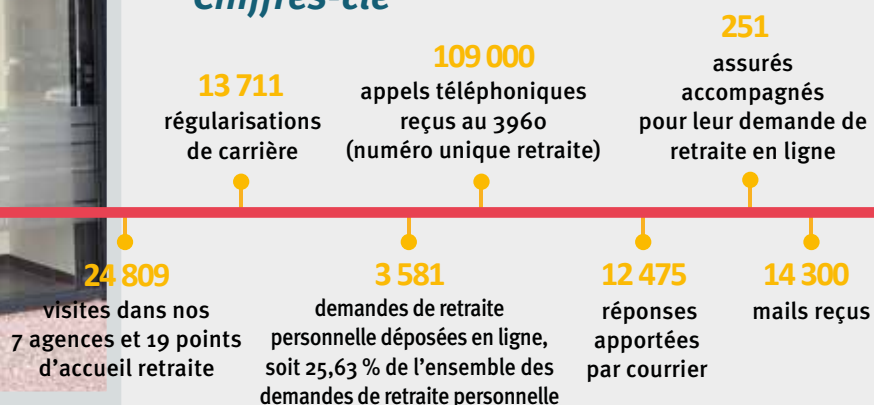 Chiffres-clé
251
assurés
accompagnés
pour leur demande de
retraite en ligne
109 000
appels téléphoniques
reçus au 3960
(numéro unique retraite)
13 711
régularisations
de carrière
24 809
visites dans nos
7 agences et 19 points
d'accueil retraite
3 581
demandes de retraite
personnelle déposées en ligne,
soit 25,63 % de l'ensemble des
demandes de retraite personnelle
12 475
réponses
apportées
par courrier
14 300
mails reçus